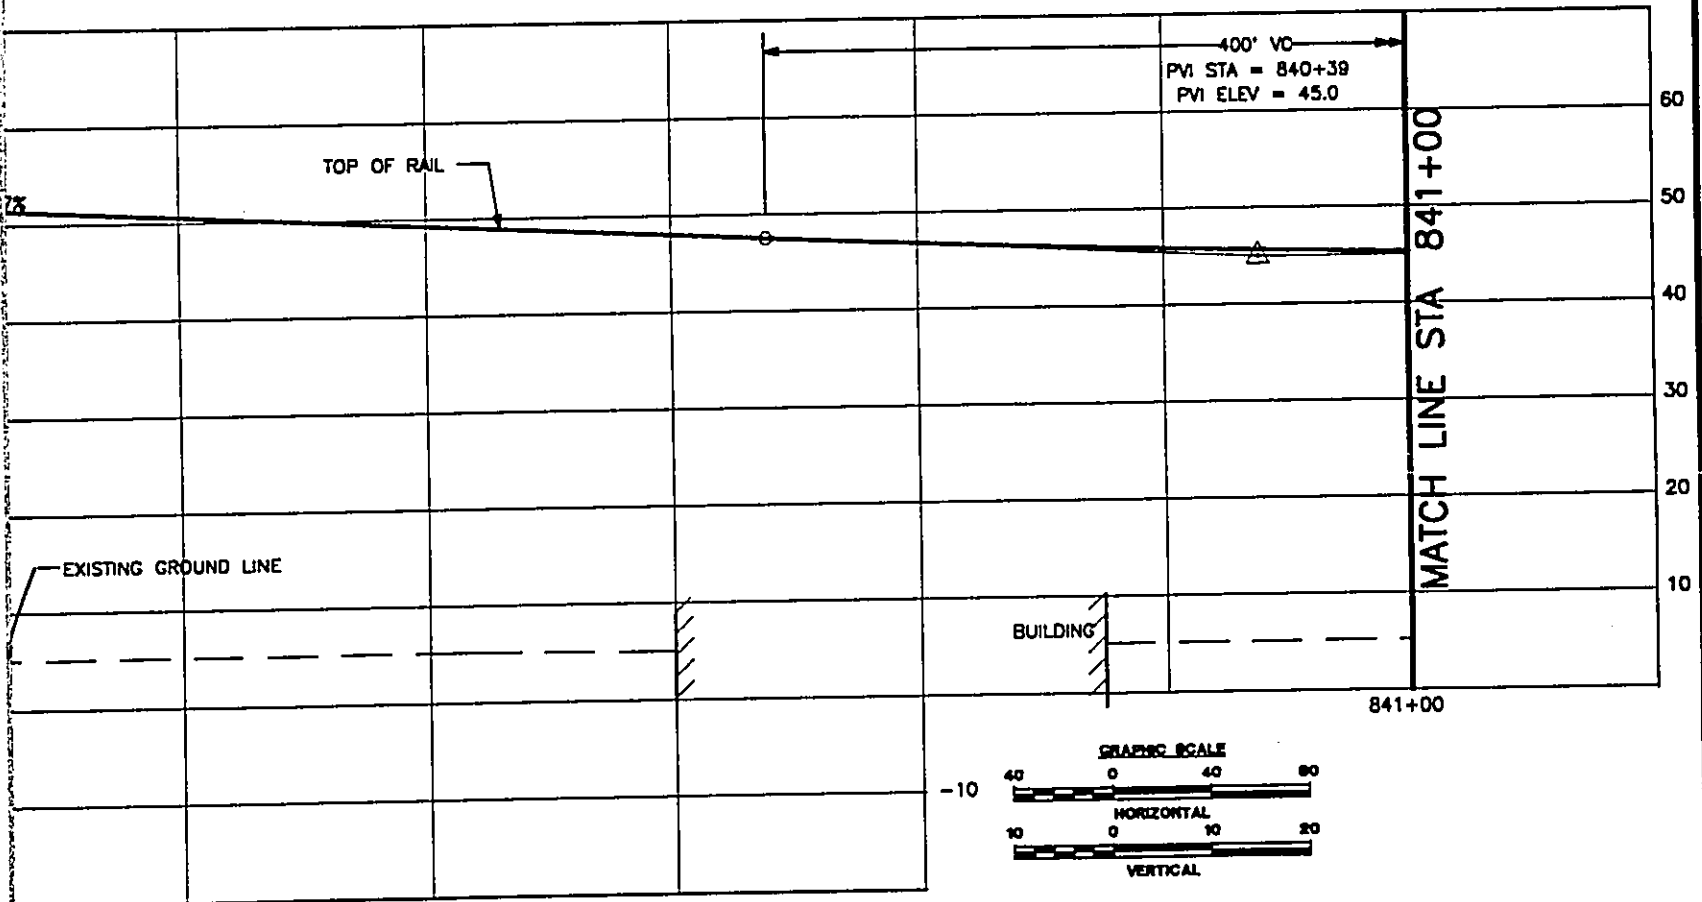 400' VC
PVI STA = 840+39
PVI ELEV = 45.0
60
TOP OF RAIL
7%
50
MATCH LINE STA 841+00
40
30
20
EXISTING GROUND LINE
10
BUILDING
841+00
GRAPHIC SCALE
40 0 40 80
-10
HORIZONTAL
10 0 10 20
VERTICAL